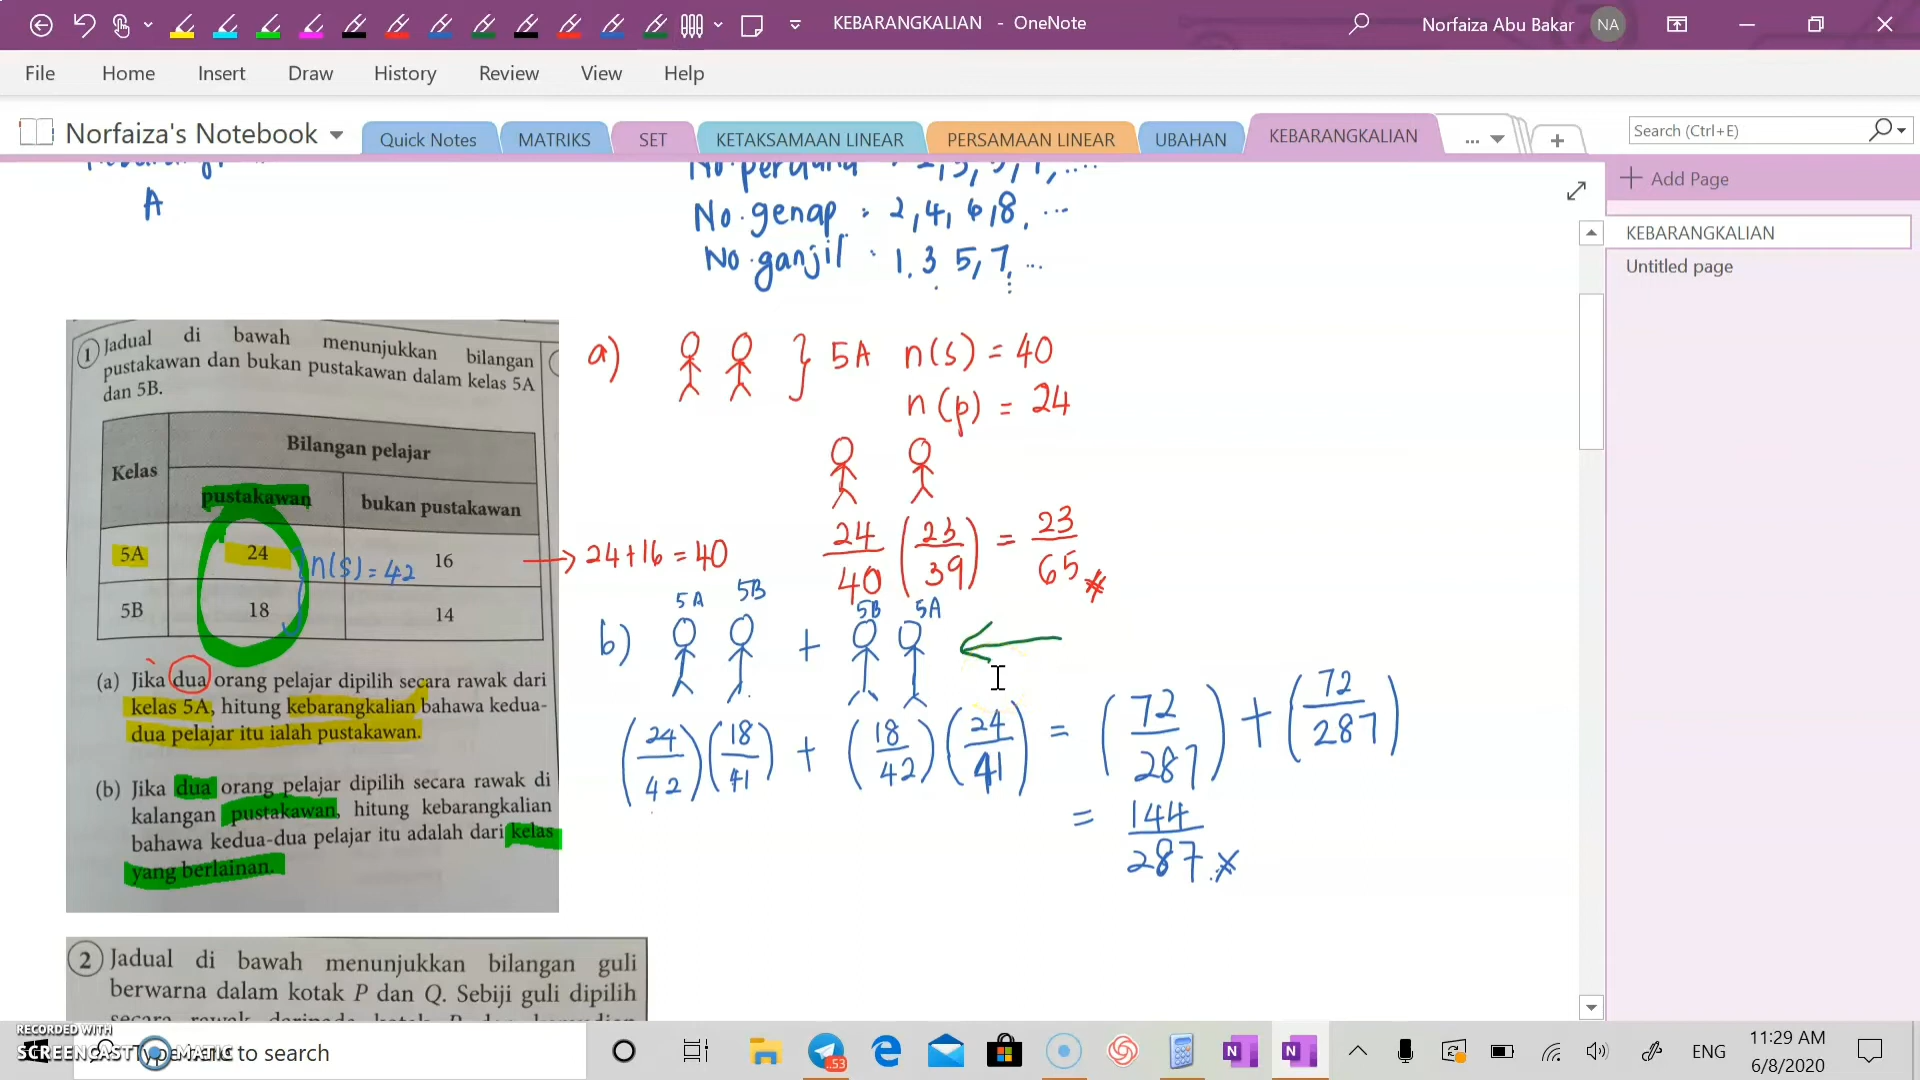 KEBARANGKALIAN - OneNote
Norfaiza Abu Bakar NA
File Home Insert Draw History Review View Help
Norfaiza's Notebook
Quick Notes MATRIKS SET KETAKSAMAAN LINEAR PERSAMAAN LINEAR UBAHAN KEBARANGKALIAN ...
Search (Ctrl+E)
Add Page
KEBARANGKALIAN
Untitled page
A
No. genap : 2, 4, 6, 8, ...
No. ganjil : 1, 3 5, 7, ...
1 Jadual di bawah menunjukkan bilangan
pustakawan dan bukan pustakawan dalam kelas 5A
dan 5B.
Kelas Bilangan pelajar
pustakawan bukan pustakawan
5A 24 16
n(s) = 42
5B 18 14
(a) Jika dua orang pelajar dipilih secara rawak dari
kelas 5A, hitung kebarangkalian bahawa kedua-
dua pelajar itu ialah pustakawan.
(b) Jika dua orang pelajar dipilih secara rawak di
kalangan pustakawan, hitung kebarangkalian
bahawa kedua-dua pelajar itu adalah dari kelas
yang berlainan.
a) } 5A n(s) = 40
n(p) = 24
→ 24+16 = 40
24/40 (23/39) = 23/65
5A 5B 5B 5A
b) +
(24/42)(18/41) + (18/42)(24/41) = (72/287) + (72/287)
= 144/287
2 Jadual di bawah menunjukkan bilangan guli
berwarna dalam kotak P dan Q. Sebiji guli dipilih
RECORDED WITH
SCREENCAST MATIC
Type here to search
53
ENG
11:29 AM
6/8/2020